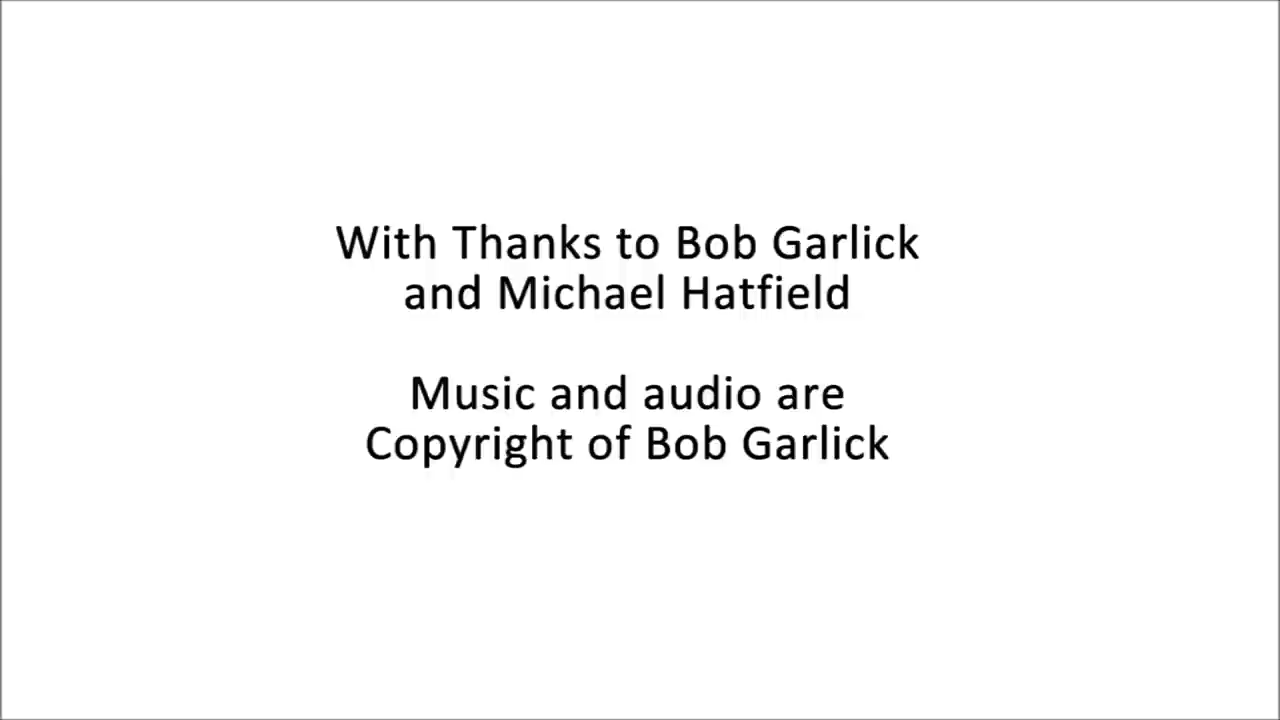 With Thanks to Bob Garlick
and Michael Hatfield
Music and audio are
Copyright of Bob Garlick